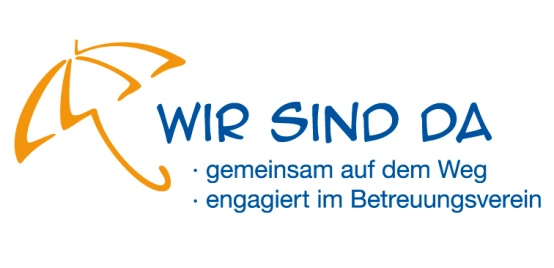 WIR SIND DA
· gemeinsam auf dem Weg
· engagiert im Betreuungsverein